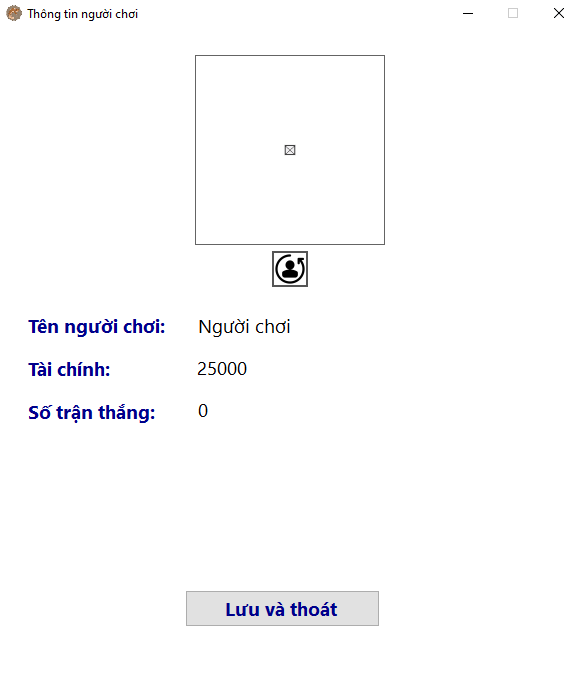 Thông tin người chơi
Tên người chơi: Người chơi
Tài chính: 25000
Số trận thắng: 0
Lưu và thoát